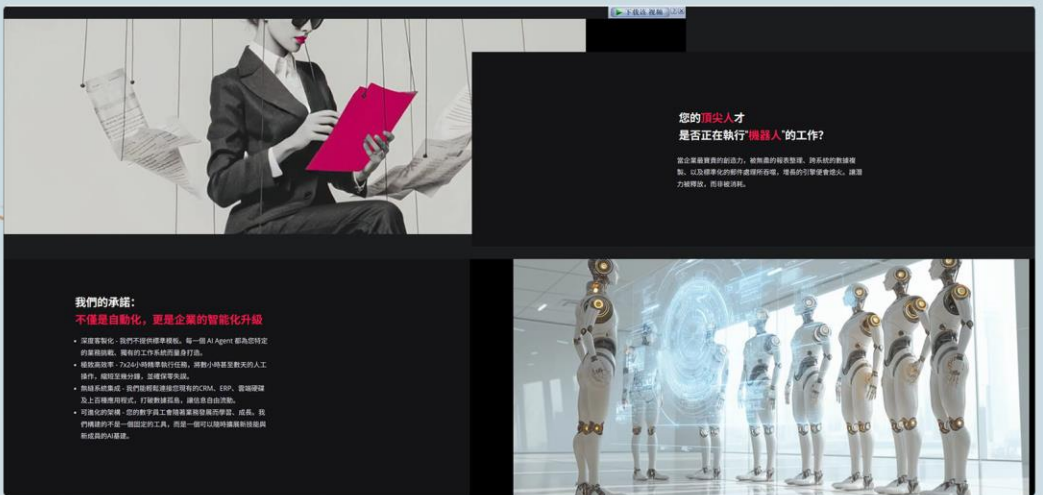 下载该视频
您的頂尖人才
是否正在執行"機器人"的工作?
當企業最寶貴的創造力，被無盡的報表整理、跨系統的數據複
製、以及標準化的郵件處理所吞噬，增長的引擎便會熄火。讓潛
力被釋放，而非被消耗。
我們的承諾：
不僅是自動化，更是企業的智能化升級
• 深度客製化 - 我們不提供標準模板。每一個 AI Agent 都為您特定
的業務挑戰、獨有的工作系統而量身打造。
• 極致高效率 - 7x24小時精準執行任務，將數小時甚至數天的人工
操作，縮短至幾分鐘，並確保零失誤。
• 無縫系統集成 - 我們能輕鬆連接您現有的CRM、ERP、雲端硬碟
及上百種應用程式，打破數據孤島，讓信息自由流動。
• 可進化的架構 - 您的數字員工會隨著業務發展而學習、成長。我
們構建的不是一個固定的工具，而是一個可以隨時擴展新技能與
新成員的AI基建。